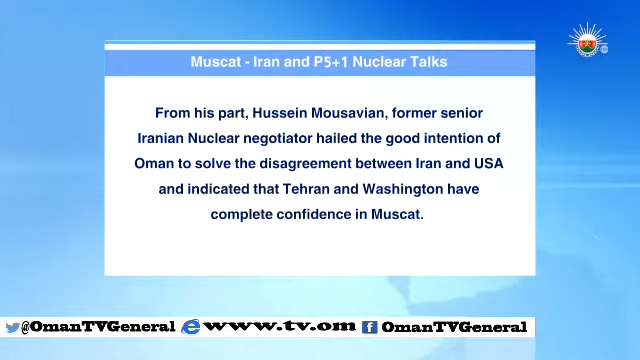 Muscat - Iran and P5+1 Nuclear Talks
From his part, Hussein Mousavian, former senior
Iranian Nuclear negotiator hailed the good intention of
Oman to solve the disagreement between Iran and USA
and indicated that Tehran and Washington have
complete confidence in Muscat.
@OmanTVGeneral www.tv.om OmanTVGeneral